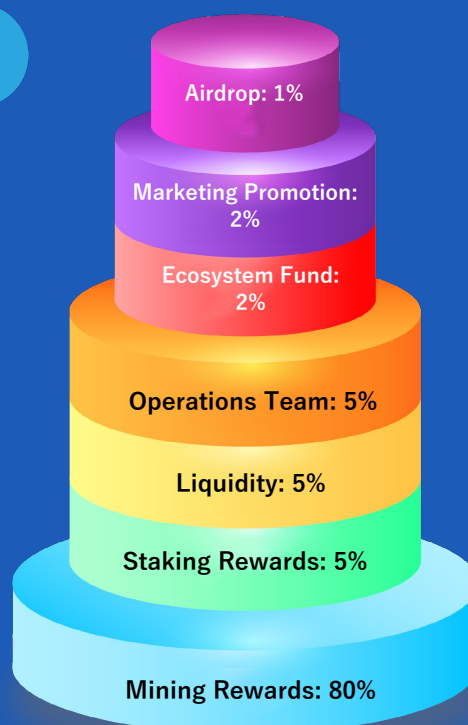 Airdrop: 1%
Marketing Promotion:
2%
Ecosystem Fund:
2%
Operations Team: 5%
Liquidity: 5%
Staking Rewards: 5%
Mining Rewards: 80%